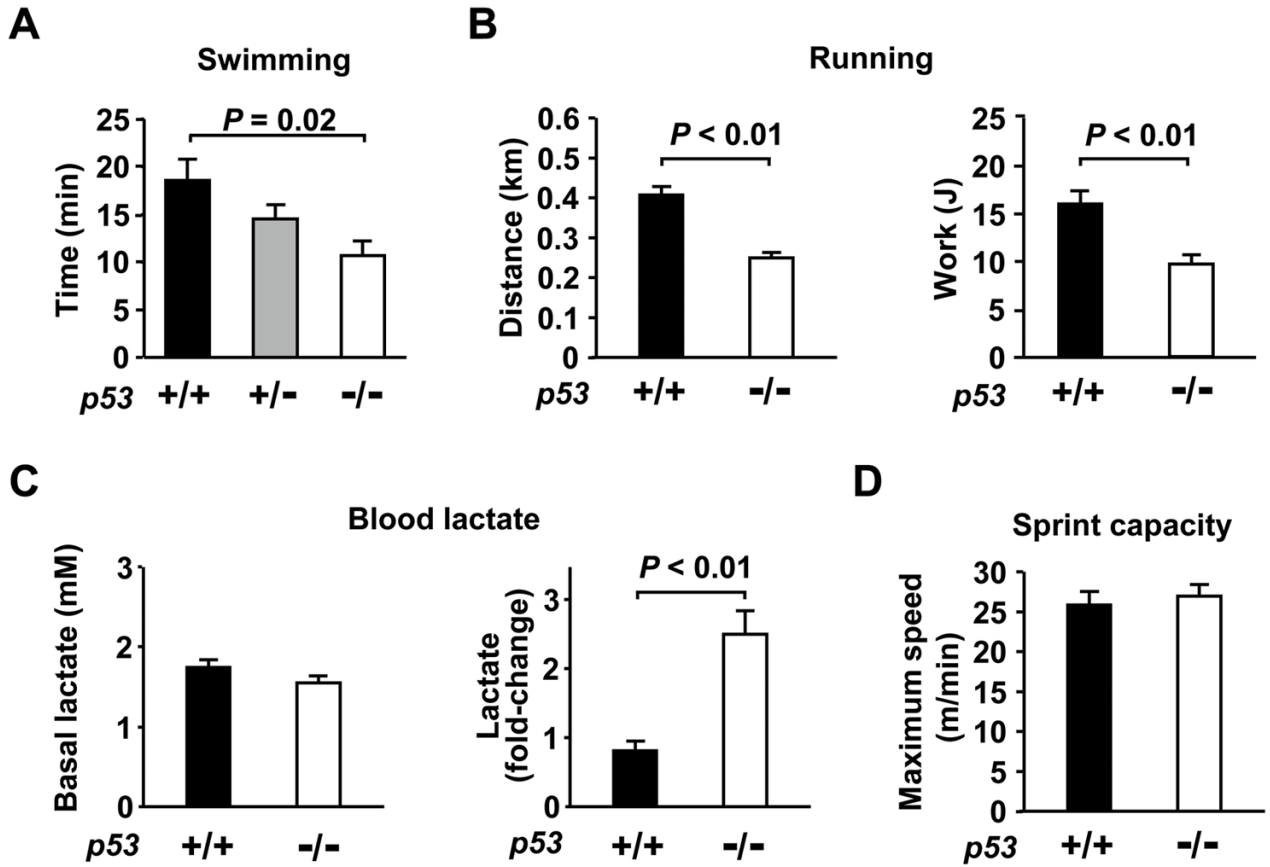 A
Swimming
Time (min)
25
20
15
10
5
0
P = 0.02
p53 +/+ +/- -/-
B
Running
Distance (km)
0.6
0.5
0.4
0.3
0.2
0.1
0
P < 0.01
p53 +/+ -/-
Work (J)
25
20
15
10
5
0
P < 0.01
p53 +/+ -/-
C
Blood lactate
Basal lactate (mM)
3
2
1
0
p53 +/+ -/-
Lactate
(fold-change)
3
2
1
0
P < 0.01
p53 +/+ -/-
D
Sprint capacity
Maximum speed
(m/min)
30
25
20
15
10
5
0
p53 +/+ -/-